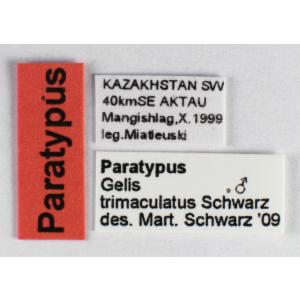 Paratypus
KAZAKHSTAN SW
40kmSE AKTAU
Mangishlag,X.1999
leg.Miatleuski
Paratypus
Gelis ♂
trimaculatus Schwarz
des. Mart. Schwarz '09